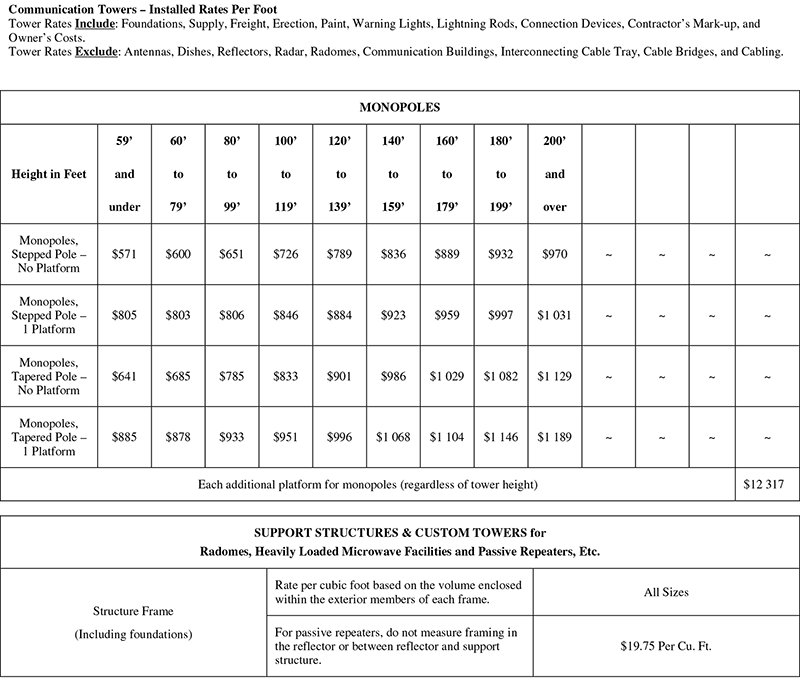 Communication Towers – Installed Rates Per Foot
Tower Rates Include: Foundations, Supply, Freight, Erection, Paint, Warning Lights, Lightning Rods, Connection Devices, Contractor's Mark-up, and
Owner's Costs.
Tower Rates Exclude: Antennas, Dishes, Reflectors, Radar, Radomes, Communication Buildings, Interconnecting Cable Tray, Cable Bridges, and Cabling.
MONOPOLES
Height in Feet 59' and under 60' to 79' 80' to 99' 100' to 119' 120' to 139' 140' to 159' 160' to 179' 180' to 199' 200' and over
Monopoles,
Stepped Pole –
No Platform
$571 $600 $651 $726 $789 $836 $889 $932 $970 ~ ~ ~ ~
Monopoles,
Stepped Pole –
1 Platform
$805 $803 $806 $846 $884 $923 $959 $997 $1 031 ~ ~ ~ ~
Monopoles,
Tapered Pole –
No Platform
$641 $685 $785 $833 $901 $986 $1 029 $1 082 $1 129 ~ ~ ~ ~
Monopoles,
Tapered Pole –
1 Platform
$885 $878 $933 $951 $996 $1 068 $1 104 $1 146 $1 189 ~ ~ ~ ~
Each additional platform for monopoles (regardless of tower height) $12 317
SUPPORT STRUCTURES & CUSTOM TOWERS for
Radomes, Heavily Loaded Microwave Facilities and Passive Repeaters, Etc.
Structure Frame
(Including foundations)
Rate per cubic foot based on the volume enclosed
within the exterior members of each frame.
All Sizes
For passive repeaters, do not measure framing in
the reflector or between reflector and support
structure.
$19.75 Per Cu. Ft.